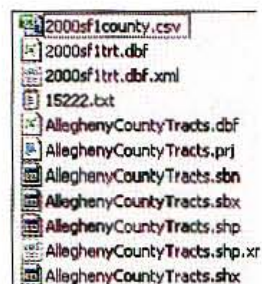 2000sf1county.csv
2000sf1trt.dbf
2000sf1trt.dbf.xml
15222.txt
AlleghenyCountyTracts.dbf
AlleghenyCountyTracts.prj
AlleghenyCountyTracts.sbn
AlleghenyCountyTracts.sbx
AlleghenyCountyTracts.shp
AlleghenyCountyTracts.shp.xr
AlleghenyCountyTracts.shx